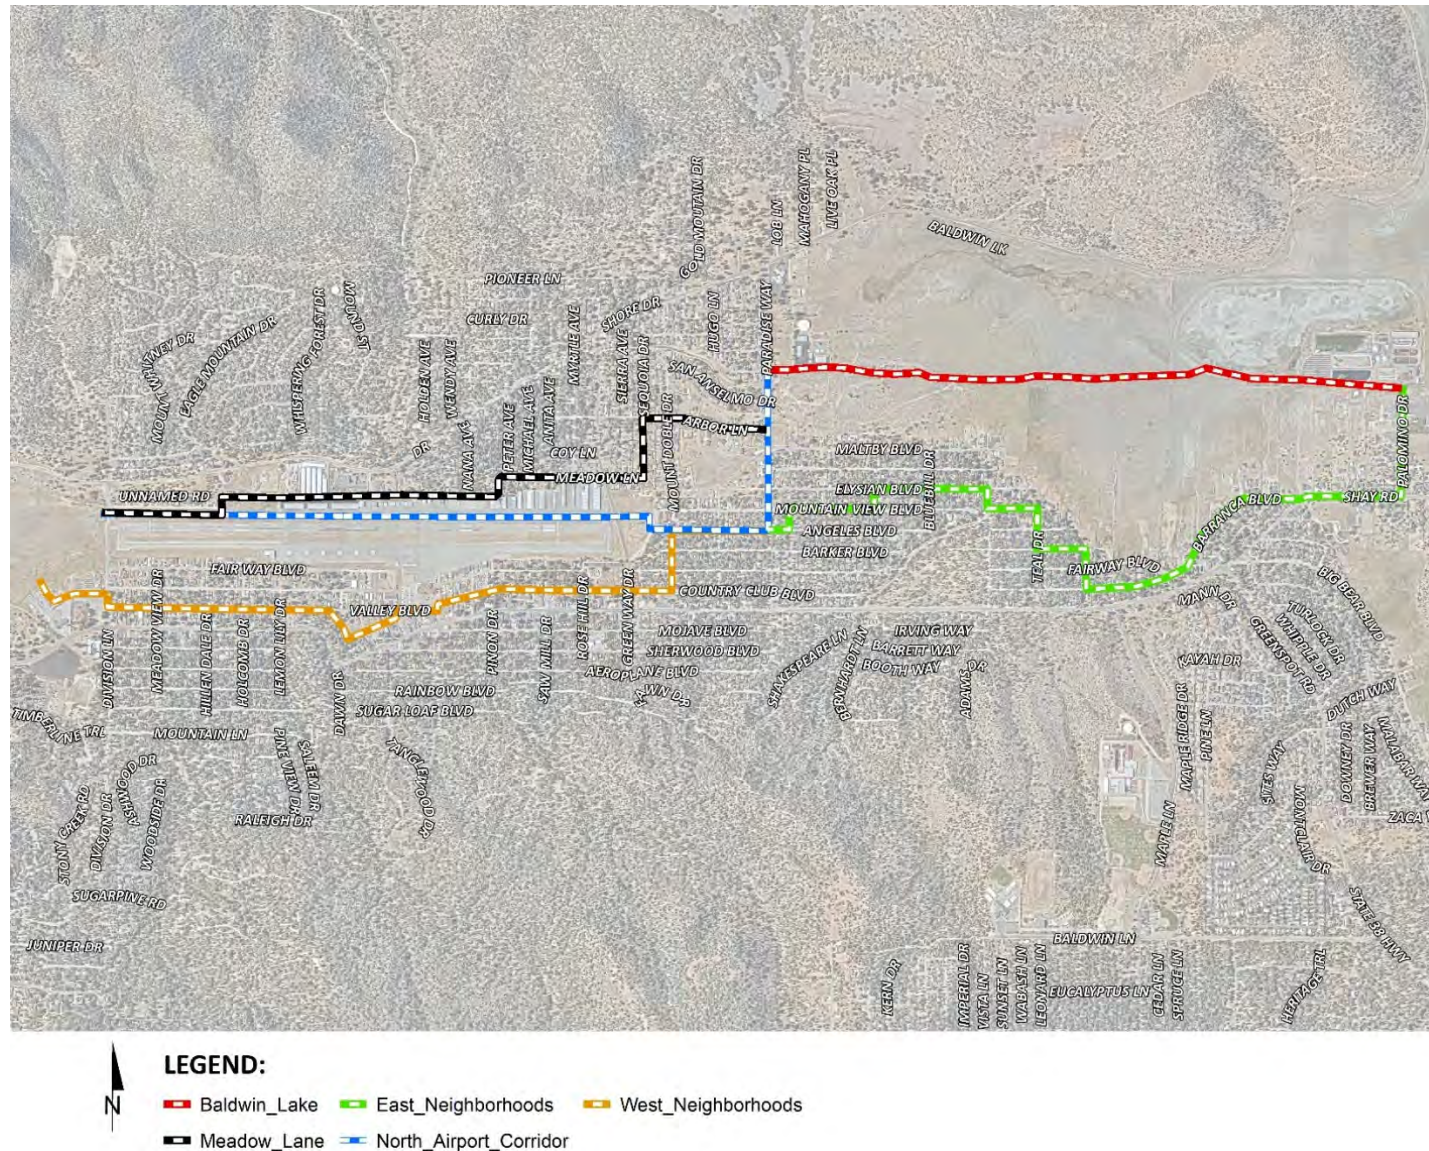 GOLD MOUTAIN DR
LOB LN
MAHOGANY PL
LIVE OAK PL
BALDWIN LK
PIONEER LN
CURLY DR
SHORE DR
HUGO LN
PARADISE WAY
MOUNT WHITNEY DR
EAGLE MOUNTAIN DR
WHISPERING FOREST DR
MOUND ST
HOLDEN AVE
WENDY AVE
MYRTLE AVE
SIERRA AVE
SEQUOIA DR
SAN ANSELMO DR
MOUNT DOBLE DR
ARBOR LN
NANA AVE
PETER AVE
MICHAEL AVE
ANITA AVE
COY LN
MEADOW LN
DR
UNNAMED RD
MALTBY BLVD
ELYSIAN BLVD
MOUNTAIN VIEW BLVD
BLUEBILL DR
ANGELES BLVD
BARKER BLVD
PALOMINO DR
SHAY RD
BARRANCA BLVD
TEAL DR
FAIRWAY BLVD
FAIR WAY BLVD
VALLEY BLVD
COUNTRY CLUB BLVD
DIVISION LN
MEADOW VIEW DR
HILLEN DALE DR
HOLCOMB DR
LEMON LILY DR
DAWN DR
PINON DR
SAW MILL DR
ROSE HILL DR
GREEN WAY DR
MOJAVE BLVD
SHERWOOD BLVD
AEROPLANE BLVD
RAINBOW BLVD
SUGAR LOAF BLVD
SHAKESPEARE LN
BERNHARDT LN
IRVING WAY
BARRETT WAY
BOOTH WAY
ADAMS DR
MANN DR
KAYAH DR
GREENSPOT RD
WHIPPLE DR
TURLOCK DR
BIG BEAR BLVD
DUTCH WAY
TIMBERLINE TRL
MOUNTAIN LN
PINE VIEW DR
SALEEM DR
TANGLEWOOD DR
RALEIGH DR
STONY CREEK RD
DIVISION DR
ASHWOOD DR
WOODSIDE DR
SUGARPINE RD
JUNIPER DR
MAPLE RIDGE DR
PINE LN
MAPLE LN
SITES WAY
MONTCLAIR DR
DOWNEY DR
BREWER WAY
MALABAR WAY
ZACA
STATE 38 HWY
BALDWIN LN
KERN DR
IMPERIAL DR
VISTA LN
SUNSET LN
WABASH LN
LEONARD LN
EUCALYPTUS LN
CEDAR LN
SPRUCE LN
HERITAGE TRL
N
LEGEND:
Baldwin_Lake East_Neighborhoods West_Neighborhoods
Meadow_Lane North_Airport_Corridor